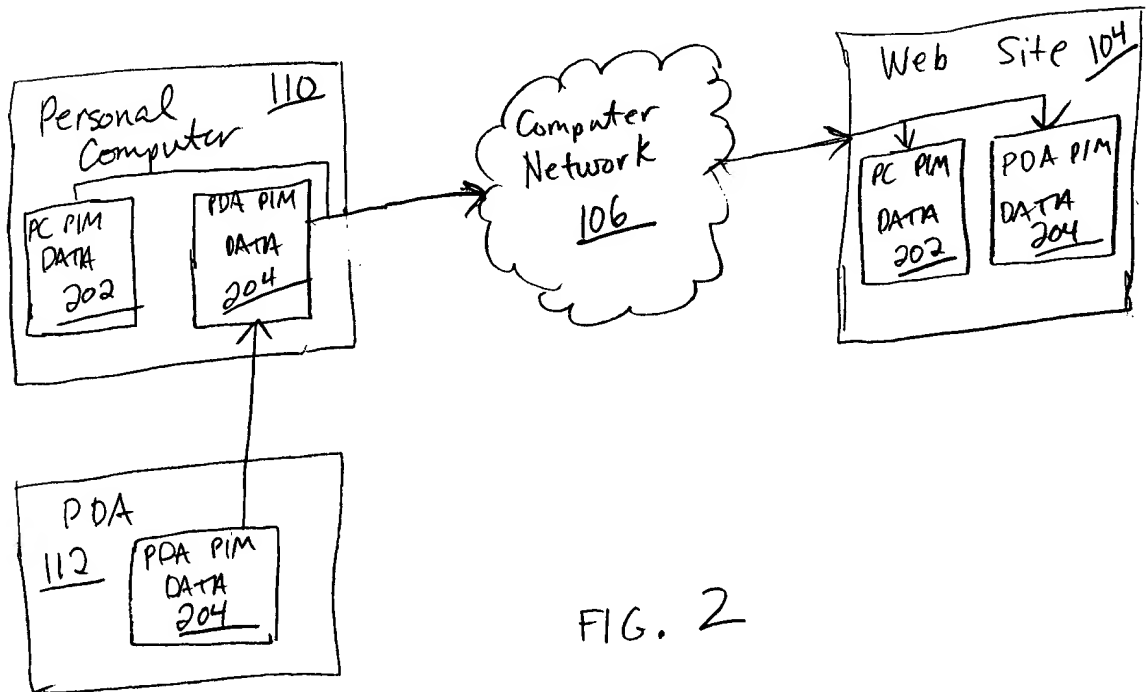 Personal 110
Computer
PC PIM
DATA
202
PDA PIM
DATA
204
Computer
Network
106
Web Site 104
PC PIM
DATA
202
PDA PIM
DATA
204
PDA
112
PDA PIM
DATA
204
FIG. 2